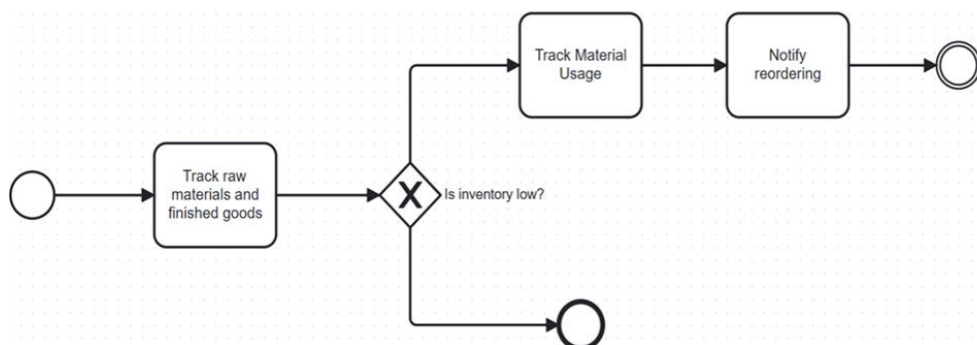 Track Material
Usage
Notify
reordering
Track raw
materials and
finished goods
X
Is inventory low?